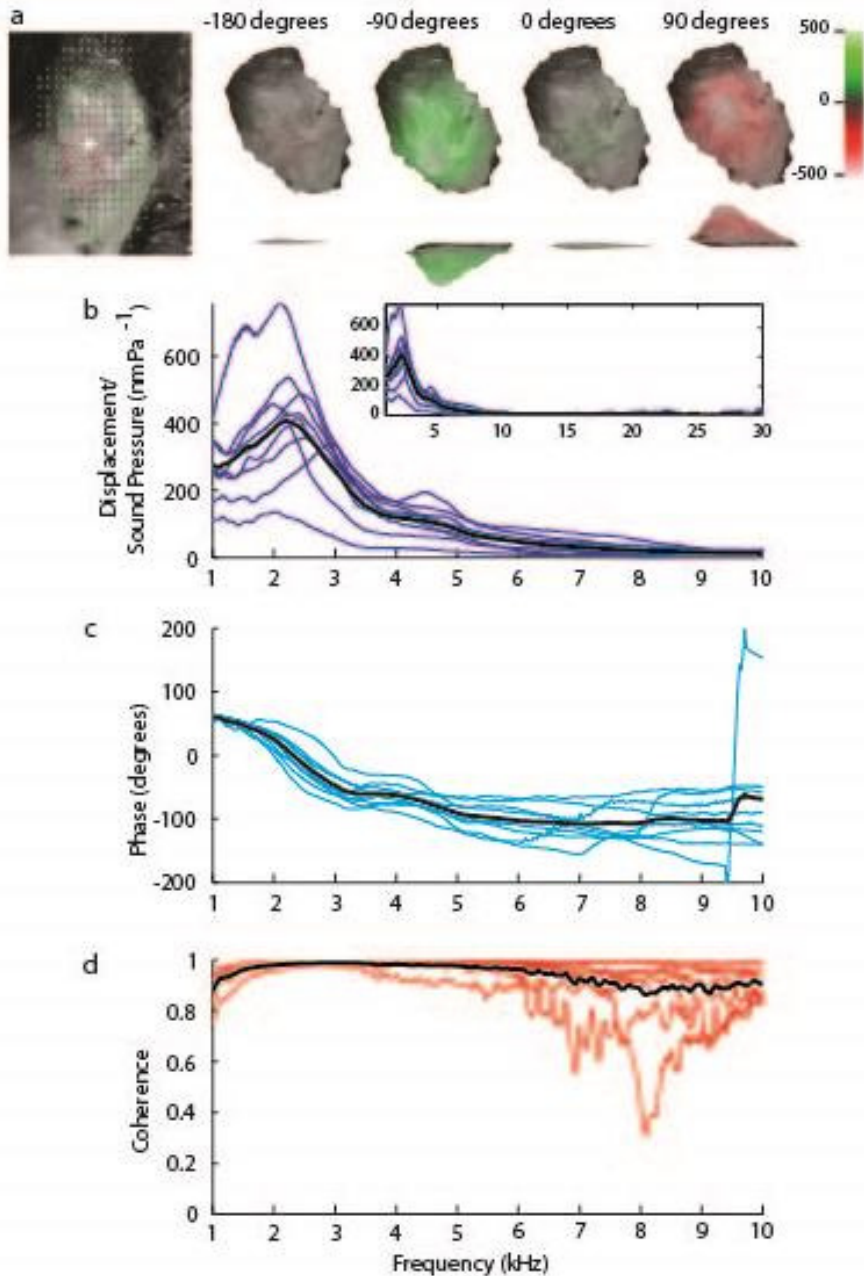 a
-180 degrees -90 degrees 0 degrees 90 degrees
500
0
-500
b
Displacement/
Sound Pressure (nm Pa -1)
600
400
200
0
1 2 3 4 5 6 7 8 9 10
600
400
200
0
5 10 15 20 25 30
c
Phase (degrees)
200
100
0
-100
-200
1 2 3 4 5 6 7 8 9 10
d
Coherence
1
0.8
0.6
0.4
0.2
0
1 2 3 4 5 6 7 8 9 10
Frequency (kHz)